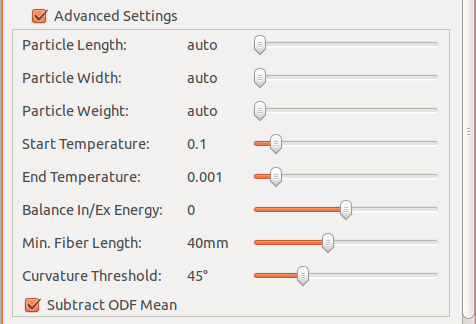 Advanced Settings
Particle Length: auto
Particle Width: auto
Particle Weight: auto
Start Temperature: 0.1
End Temperature: 0.001
Balance In/Ex Energy: 0
Min. Fiber Length: 40mm
Curvature Threshold: 45°
Subtract ODF Mean